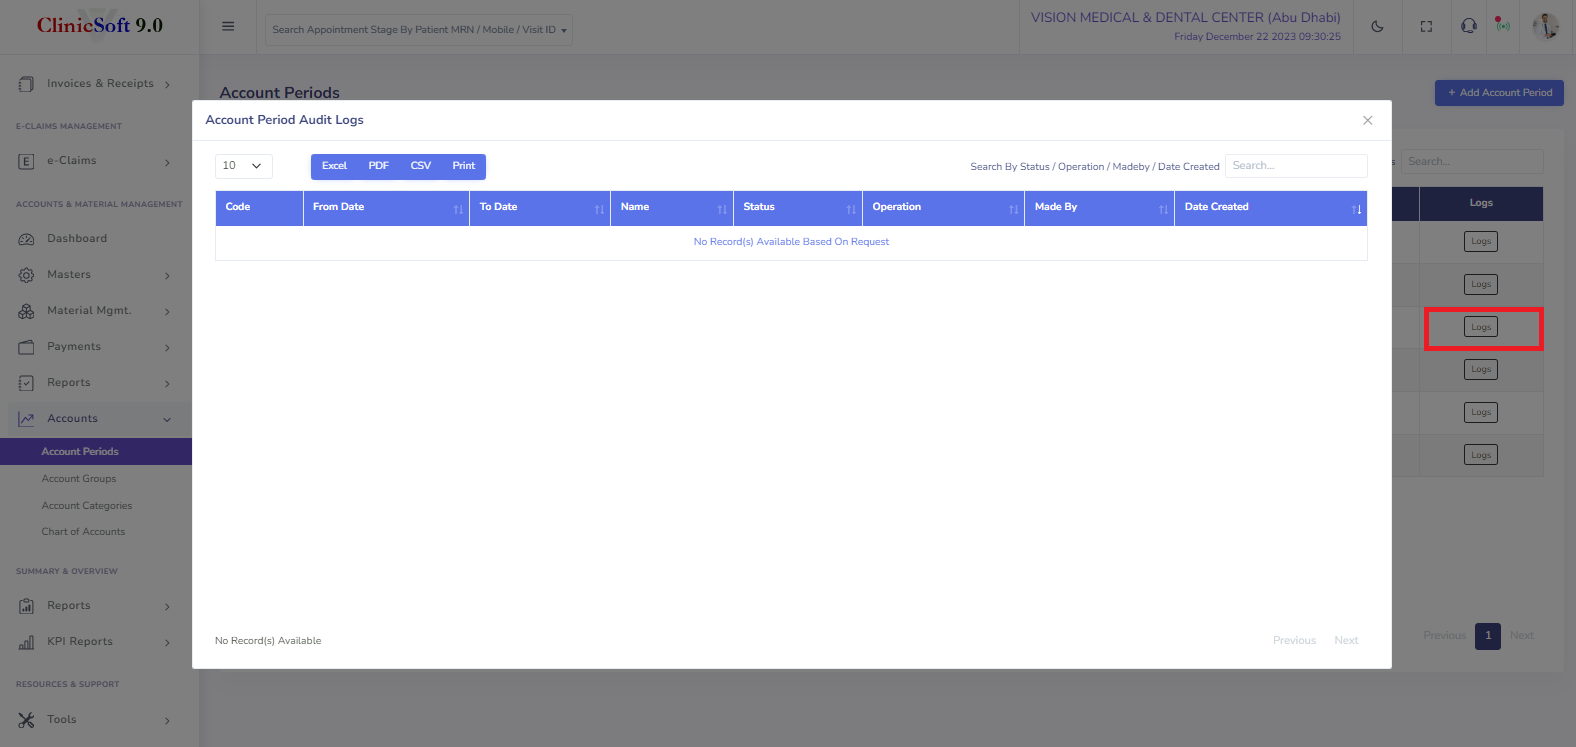 ClinicSoft 9.0
Search Appointment Stage By Patient MRN / Mobile / Visit ID
VISION MEDICAL & DENTAL CENTER (Abu Dhabi)
Friday December 22 2023 09:30:25
Invoices & Receipts
E-CLAIMS MANAGEMENT
e-Claims
ACCOUNTS & MATERIAL MANAGEMENT
Dashboard
Masters
Material Mgmt.
Payments
Reports
Accounts
Account Periods
Account Groups
Account Categories
Chart of Accounts
SUMMARY & OVERVIEW
Reports
KPI Reports
RESOURCES & SUPPORT
Tools
Account Periods
+ Add Account Period
Account Period Audit Logs
10
Excel PDF CSV Print
Search By Status / Operation / Madeby / Date Created Search...
Code From Date To Date Name Status Operation Made By Date Created
No Record(s) Available Based On Request
No Record(s) Available
Previous Next
s Search...
Logs
Logs
Logs
Logs
Logs
Logs
Logs
Previous 1 Next